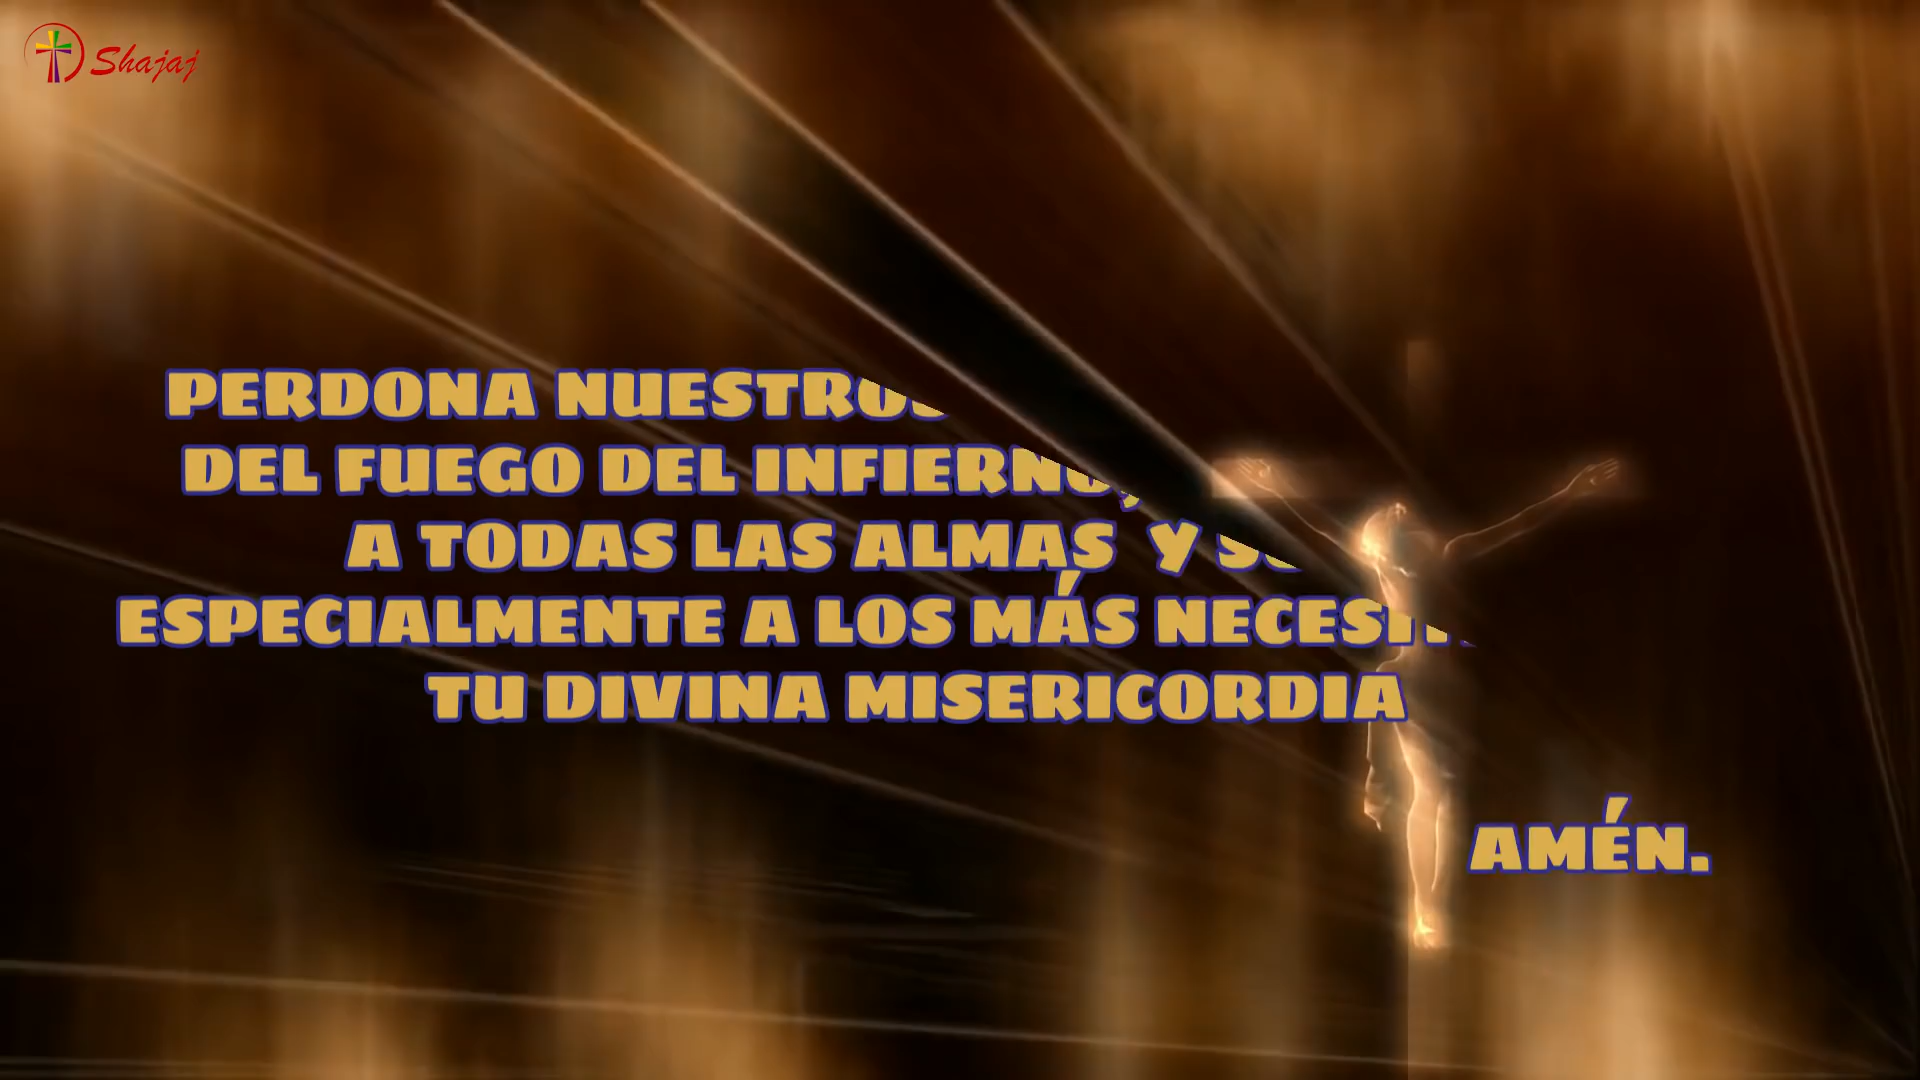 Shajaj
PERDONA NUESTROS
DEL FUEGO DEL INFIERNO,
A TODAS LAS ALMAS Y
ESPECIALMENTE A LOS MÁS
TU DIVINA MISERICORDIA
AMÉN.